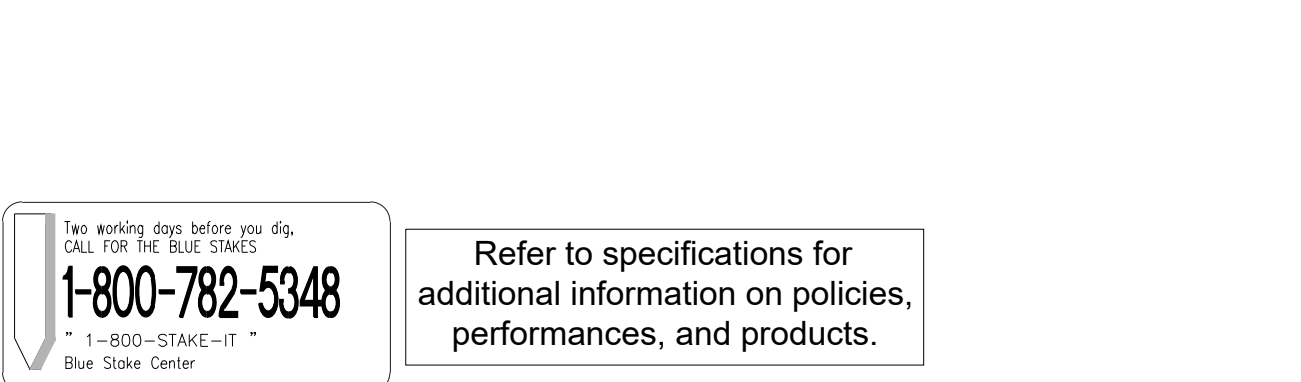 Two working days before you dig,
CALL FOR THE BLUE STAKES
1-800-782-5348
" 1-800-STAKE-IT "
Blue Stake Center
Refer to specifications for
additional information on policies,
performances, and products.